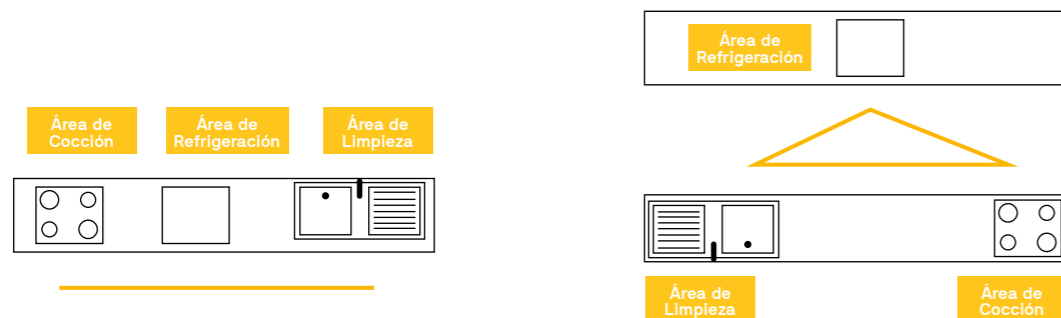 Área de
Cocción
Área de
Refrigeración
Área de
Limpieza
Área de
Refrigeración
Área de
Limpieza
Área de
Cocción